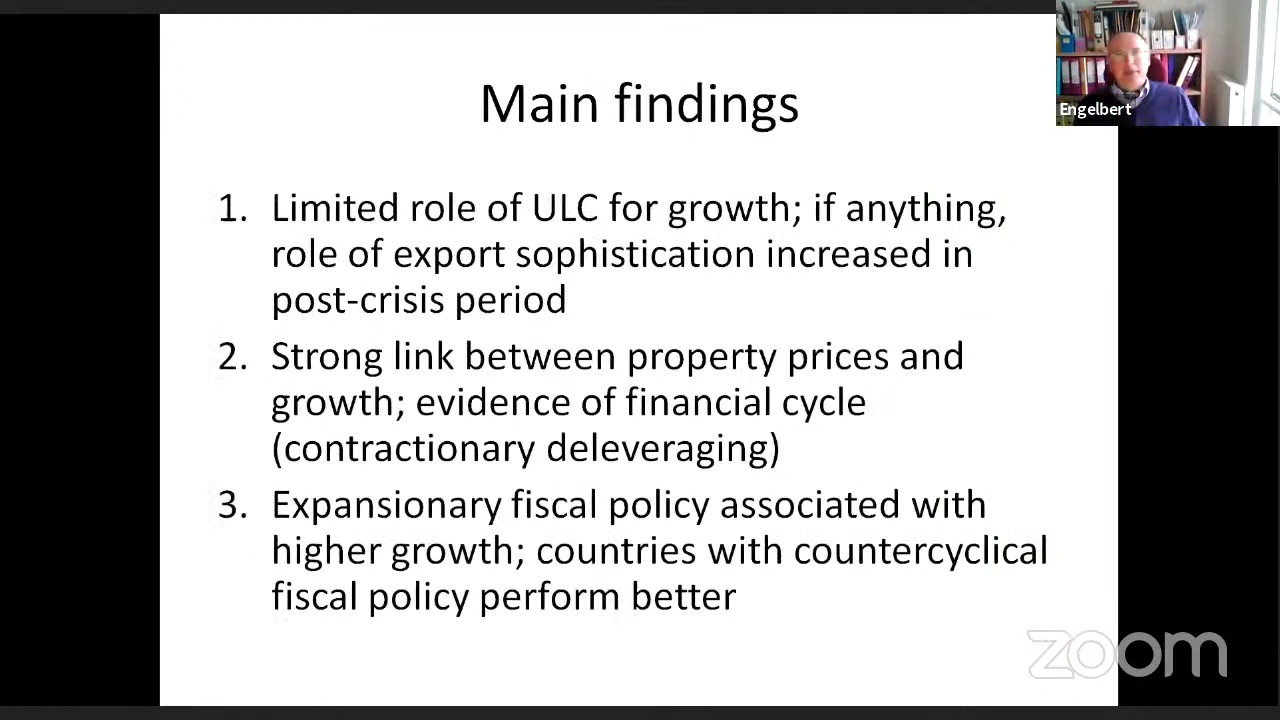 Main findings
Engelbert
1. Limited role of ULC for growth; if anything,
role of export sophistication increased in
post-crisis period
2. Strong link between property prices and
growth; evidence of financial cycle
(contractionary deleveraging)
3. Expansionary fiscal policy associated with
higher growth; countries with countercyclical
fiscal policy perform better
zoom